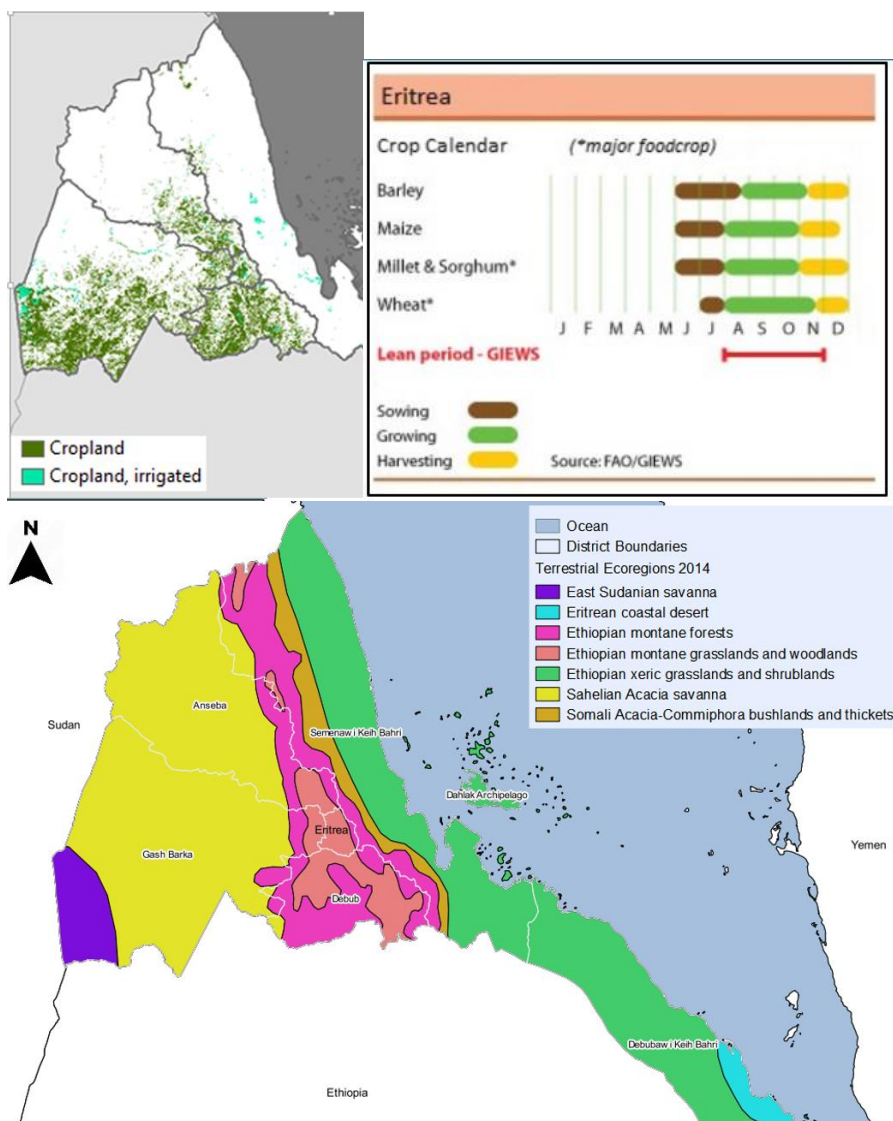 Cropland
Cropland, irrigated
Eritrea
Crop Calendar (*major foodcrop)
Barley
Maize
Millet & Sorghum*
Wheat*
J F M A M J J A S O N D
Lean period - GIEWS
Sowing
Growing
Harvesting Source: FAO/GIEWS
N
Ocean
District Boundaries
Terrestrial Ecoregions 2014
East Sudanian savanna
Eritrean coastal desert
Ethiopian montane forests
Ethiopian montane grasslands and woodlands
Ethiopian xeric grasslands and shrublands
Sahelian Acacia savanna
Somali Acacia-Commiphora bushlands and thickets
Sudan
Anseba
Semenawi Keih Bahri
Dahlak Archipelago
Eritrea
Yemen
Gash Barka
Debub
Debubawi Keih Bahri
Ethiopia